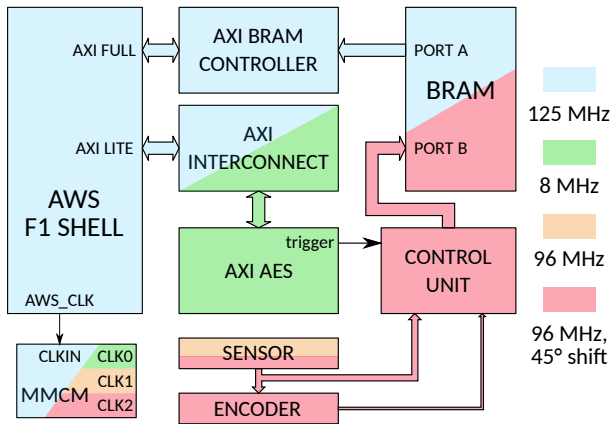 AXI FULL
AXI BRAM
CONTROLLER
PORT A
BRAM
125 MHz
AXI LITE
AXI
INTERCONNECT
PORT B
8 MHz
AWS
F1 SHELL
trigger
AXI AES
CONTROL
UNIT
96 MHz
AWS_CLK
96 MHz,
45° shift
CLKIN
CLK0
MMCM
CLK1
CLK2
SENSOR
ENCODER